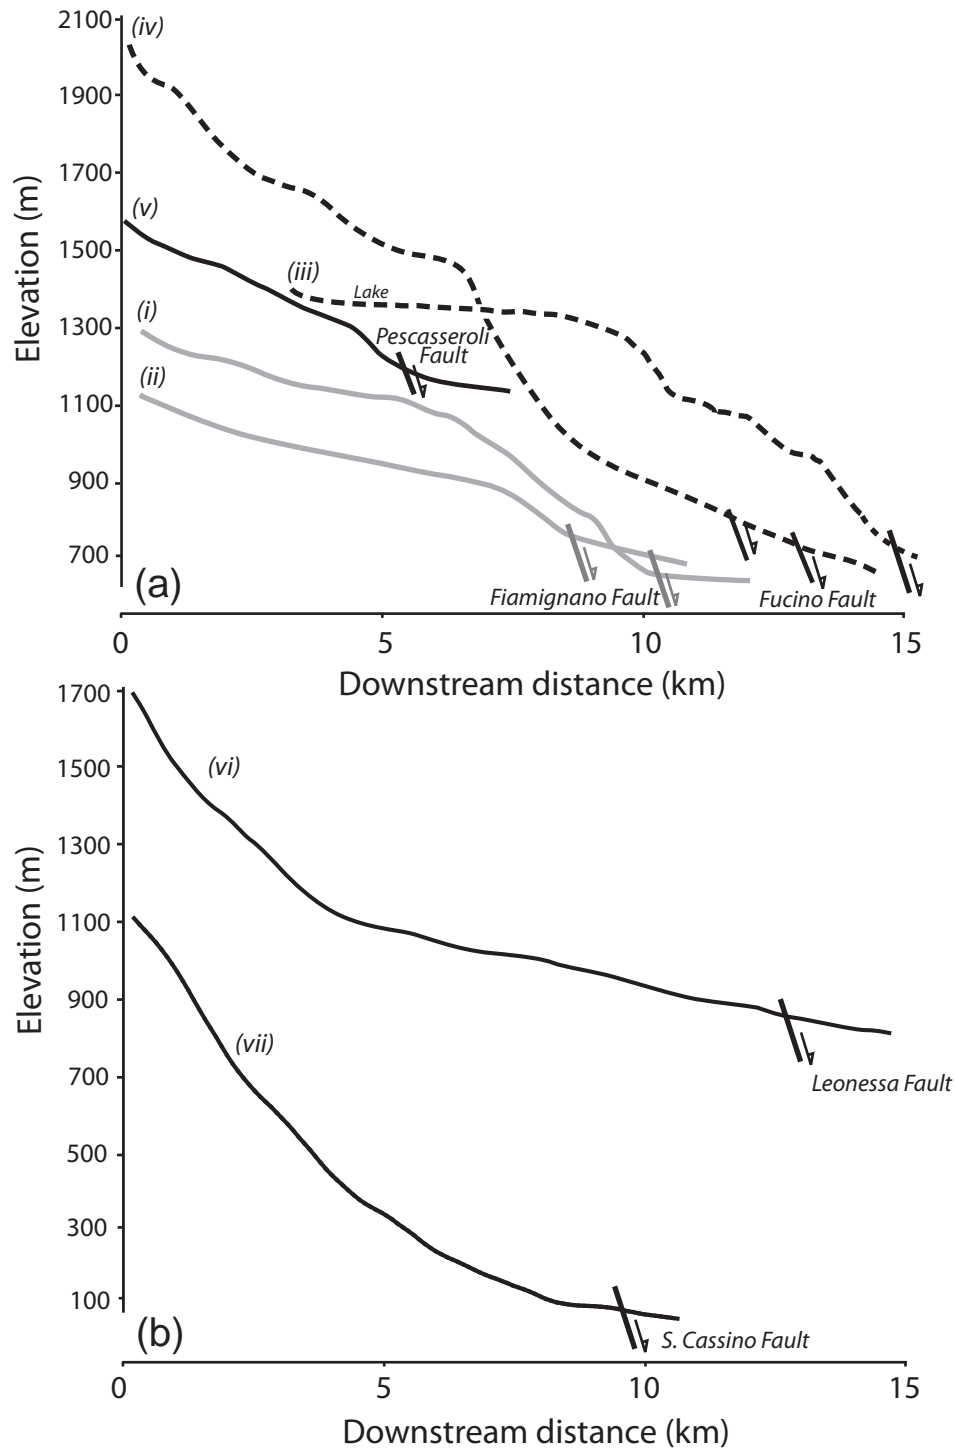 2100
(iv)
1900
1700
(v)
1500
(iii)
Lake
(i)
1300
Pescasseroli
Fault
(ii)
1100
900
700
(a)
Fiamignano Fault
Fucino Fault
Elevation (m)
0 5 10 15
Downstream distance (km)
1700
(vi)
1500
1300
1100
900
(vii)
700
Leonessa Fault
500
300
100
(b)
S. Cassino Fault
Elevation (m)
0 5 10 15
Downstream distance (km)